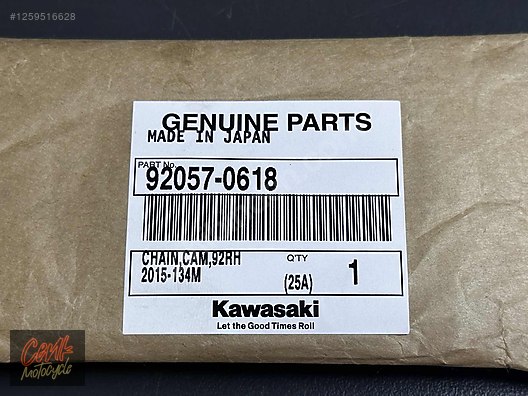 #1259516628
GENUINE PARTS
MADE IN JAPAN
PART No.
92057-0618
CHAIN,CAM,92RH
2015-134M
Q'TY
(25A)
1
Kawasaki
Let the Good Times Roll
Cenk
Motocycle